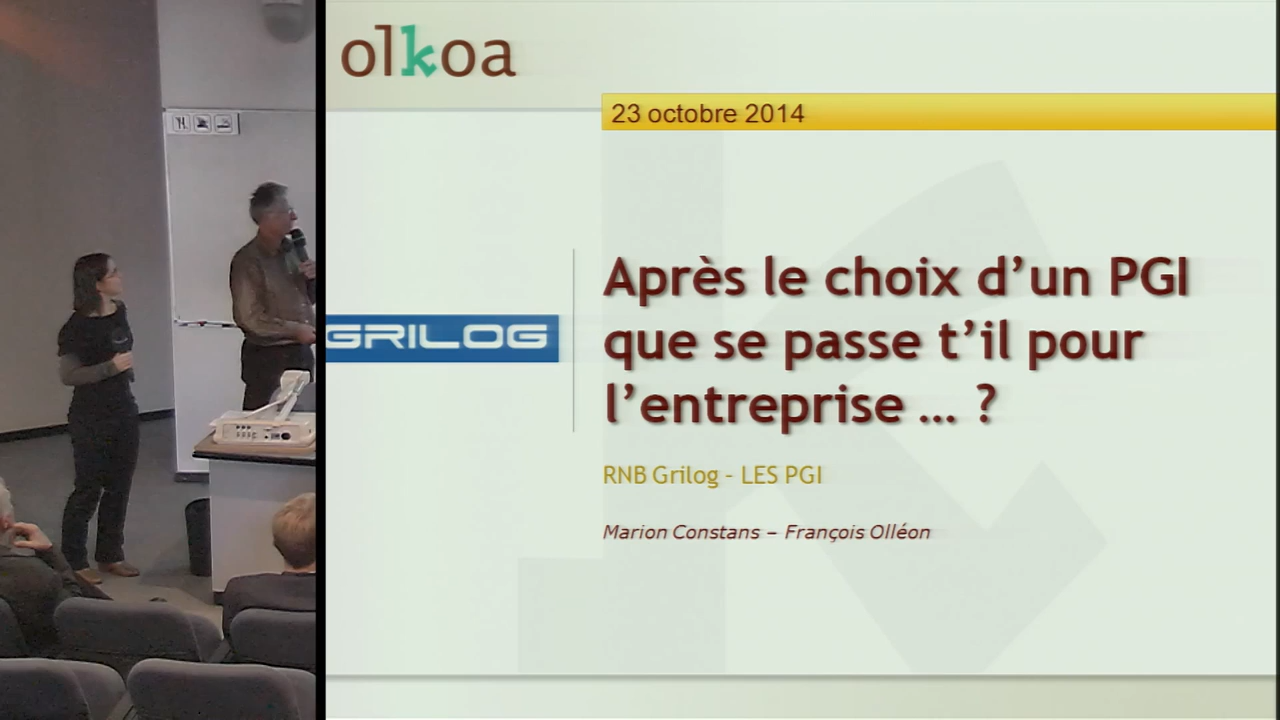 olkoa
23 octobre 2014
GRILOG
Après le choix d’un PGI
que se passe t’il pour
l’entreprise ... ?
RNB Grilog – LES PGI
Marion Constans – François Olléon